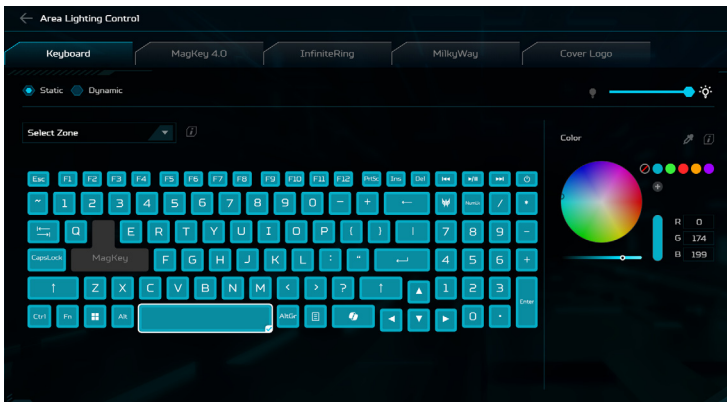 Area Lighting Control
Keyboard MagKey 4.0 InfiniteRing MilkyWay Cover Logo
Static Dynamic
Select Zone
Color
Esc F1 F2 F3 F4 F5 F6 F7 F8 F9 F10 F11 F12 PrtSc Ins Del
~ 1 2 3 4 5 6 7 8 9 0 - + NumLr / *
Q E R T Y U I O P { } | 7 8 9 -
CapsLock MagKey F G H J K L : " 4 5 6 +
Z X C V B N M < > ? 1 2 3 Enter
Ctrl Fn Alt AltGr 0 .
R 0
G 174
B 199